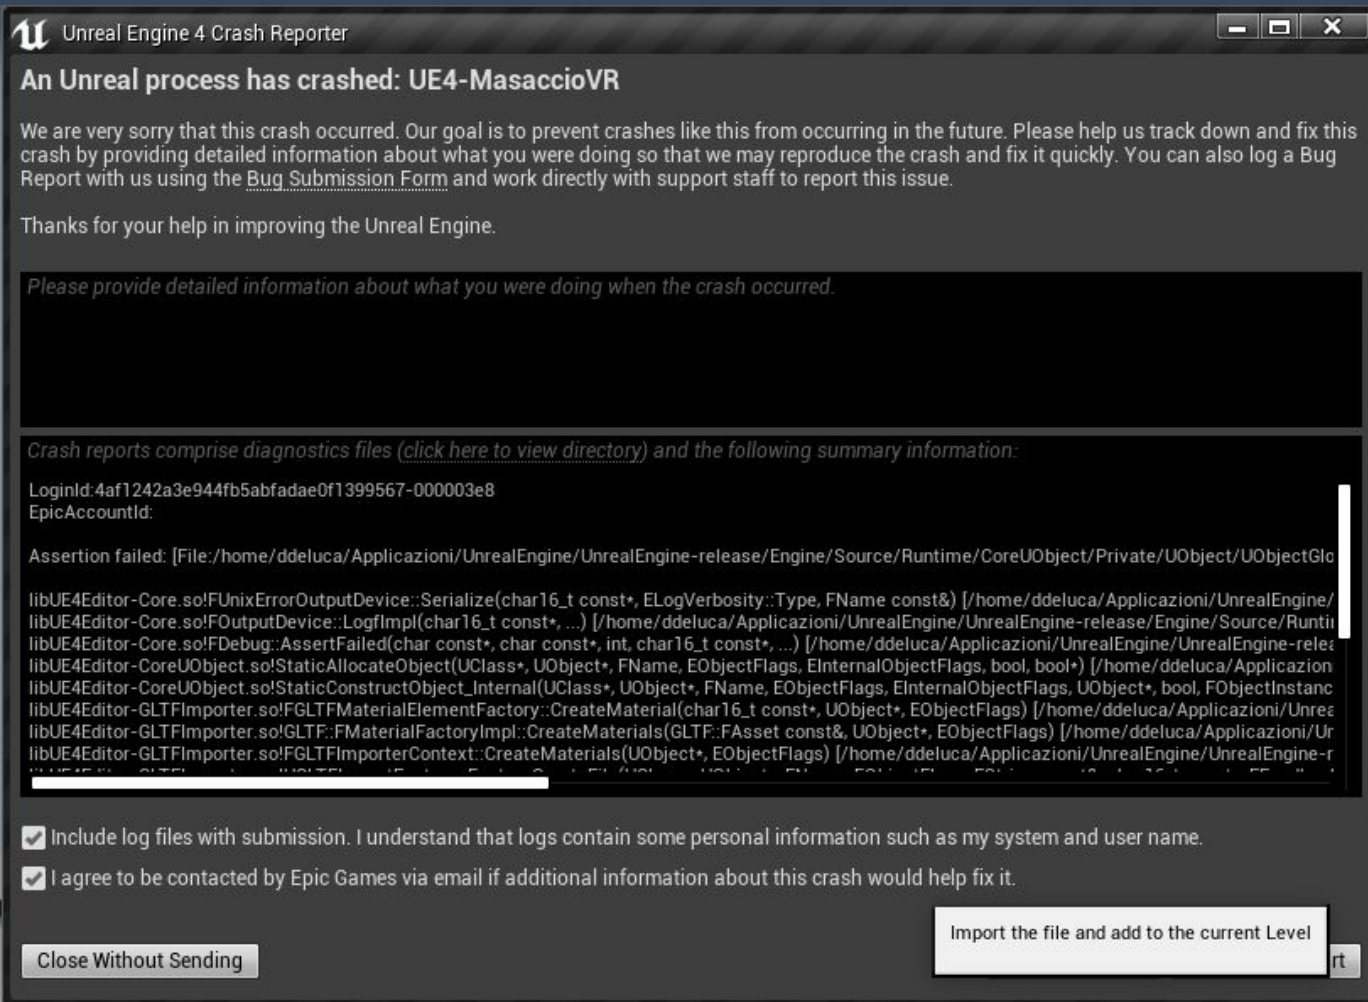 Unreal Engine 4 Crash Reporter
An Unreal process has crashed: UE4-MasaccioVR
We are very sorry that this crash occurred. Our goal is to prevent crashes like this from occurring in the future. Please help us track down and fix this
crash by providing detailed information about what you were doing so that we may reproduce the crash and fix it quickly. You can also log a Bug
Report with us using the Bug Submission Form and work directly with support staff to report this issue.
Thanks for your help in improving the Unreal Engine.
Please provide detailed information about what you were doing when the crash occurred.
Crash reports comprise diagnostics files (click here to view directory) and the following summary information:
LoginId:4af1242a3e944fb5abfadae0f1399567-000003e8
EpicAccountId:
Assertion failed: [File:/home/ddeluca/Applicazioni/UnrealEngine/UnrealEngine-release/Engine/Source/Runtime/CoreUObject/Private/UObject/UObjectGlo
libUE4Editor-Core.so!FUnixErrorOutputDevice::Serialize(char16_t const*, ELogVerbosity::Type, FName const&) [/home/ddeluca/Applicazioni/UnrealEngine/
libUE4Editor-Core.so!FOutputDevice::LogfImpl(char16_t const*, ...) [/home/ddeluca/Applicazioni/UnrealEngine/UnrealEngine-release/Engine/Source/Runti
libUE4Editor-Core.so!FDebug::AssertFailed(char const*, char const*, int, char16_t const*, ...) [/home/ddeluca/Applicazioni/UnrealEngine/UnrealEngine-relea
libUE4Editor-CoreUObject.so!StaticAllocateObject(UClass*, UObject*, FName, EObjectFlags, EInternalObjectFlags, bool, bool*) [/home/ddeluca/Applicazion
libUE4Editor-CoreUObject.so!StaticConstructObject_Internal(UClass*, UObject*, FName, EObjectFlags, EInternalObjectFlags, UObject*, bool, FObjectInstanc
libUE4Editor-GLTFImporter.so!FGLTFMaterialElementFactory::CreateMaterial(char16_t const*, UObject*, EObjectFlags) [/home/ddeluca/Applicazioni/Unrea
libUE4Editor-GLTFImporter.so!GLTF::FMaterialFactoryImpl::CreateMaterials(GLTF::FAsset const&, UObject*, EObjectFlags) [/home/ddeluca/Applicazioni/Ur
libUE4Editor-GLTFImporter.so!FGLTFImporterContext::CreateMaterials(UObject*, EObjectFlags) [/home/ddeluca/Applicazioni/UnrealEngine/UnrealEngine-r
Include log files with submission. I understand that logs contain some personal information such as my system and user name.
I agree to be contacted by Epic Games via email if additional information about this crash would help fix it.
Import the file and add to the current Level
Close Without Sending
rt